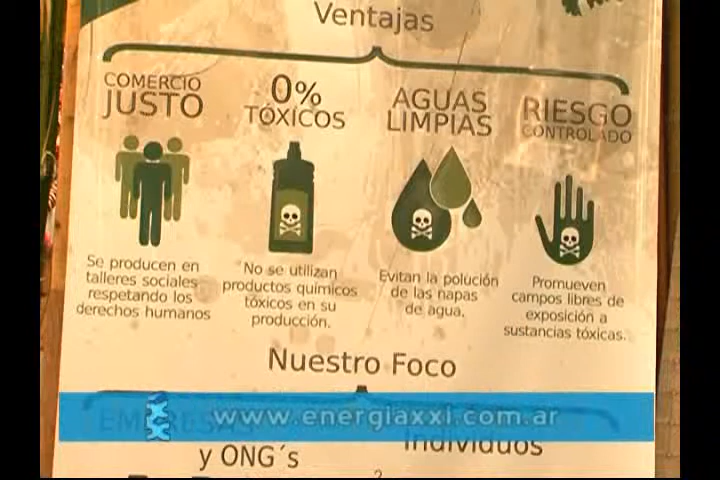 Ventajas
COMERCIO
JUSTO
Se producen en
talleres sociales
respetando los
derechos humanos
0%
TÓXICOS
No se utilizan
productos químicos
tóxicos en su
producción.
AGUAS
LIMPIAS
Evitan la polución
de las napas
de agua.
RIESGO
CONTROLADO
Promueven
campos libres de
exposición a
sustancias tóxicas.
Nuestro Foco
www.energiaxxi.com.ar
y ONG´s
Individuos